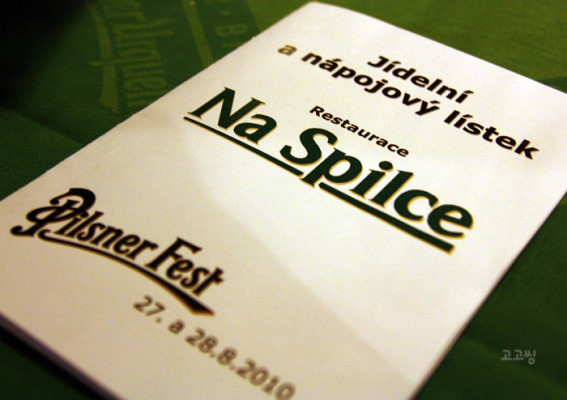 Jídelní
a nápojový lístek
Restaurace
Na Spilce
Pilsner Fest
27. a 28.8.2010
고고씽